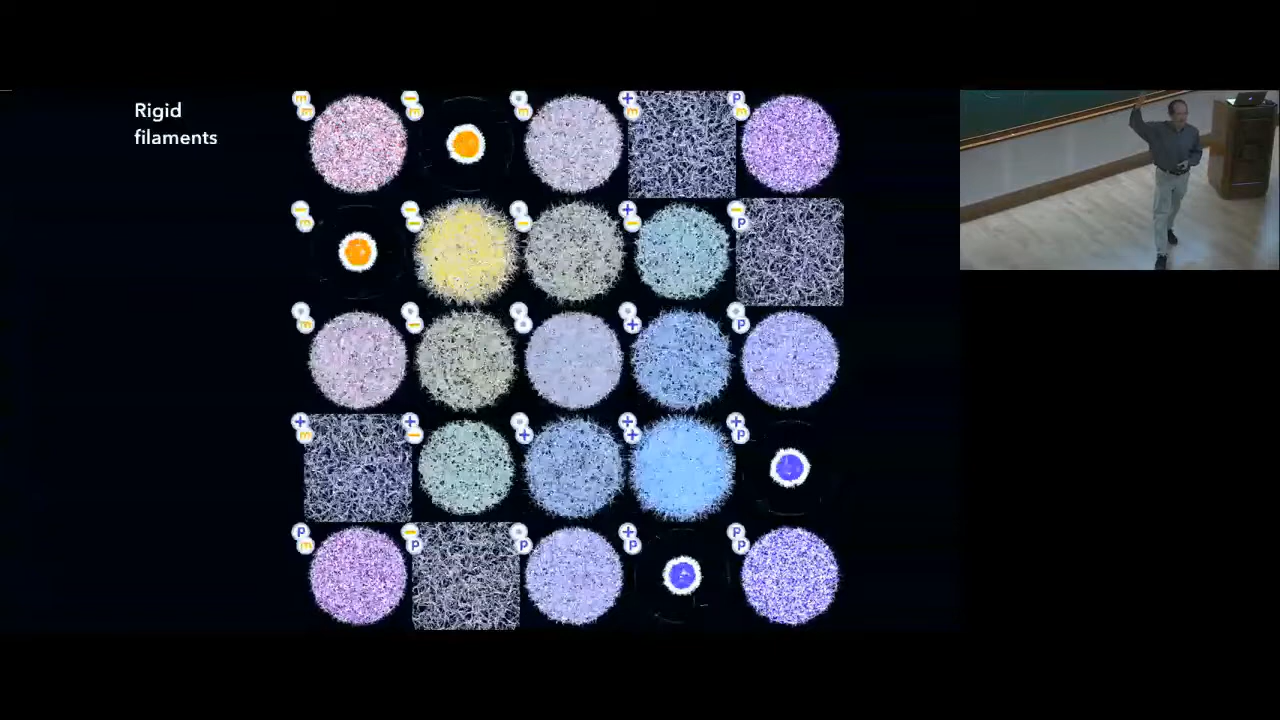 Rigid
filaments
m − ● + P
m m m m m
− − ● + −
m − − − P
● ● ● ● ●
m − ● + P
+ + ● + +
m − + + P
P − ● + P
m P P P P